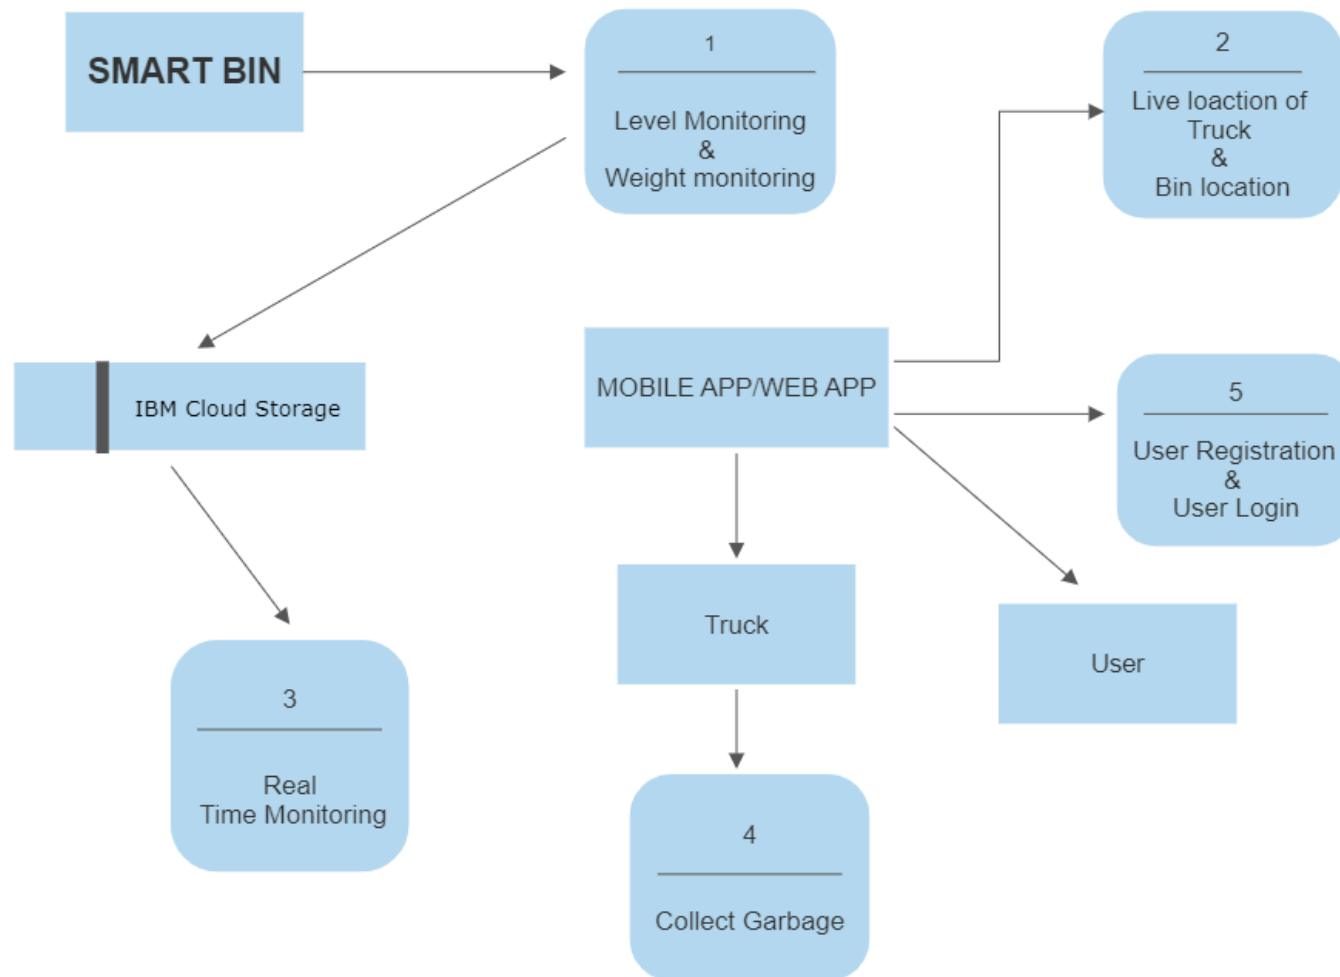 SMART BIN
1
Level Monitoring
&
Weight monitoring
2
Live loaction of
Truck
&
Bin location
IBM Cloud Storage
MOBILE APP/WEB APP
5
User Registration
&
User Login
Truck
User
3
Real
Time Monitoring
4
Collect Garbage